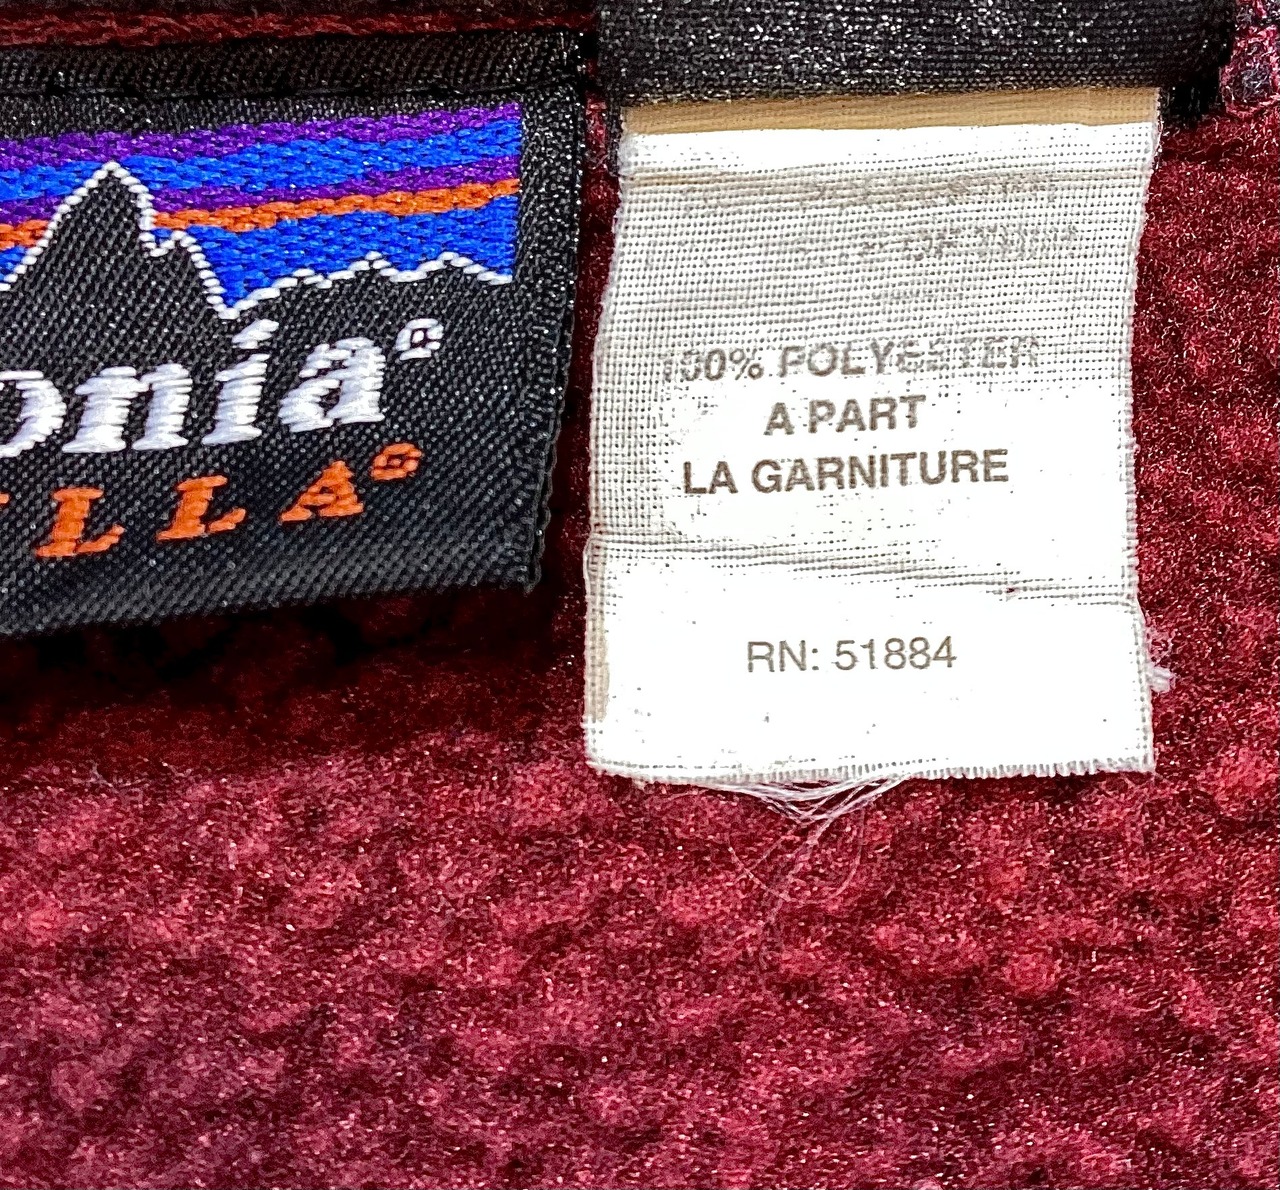 onia®
LLA®
100% POLYESTER
A PART
LA GARNITURE
RN: 51884